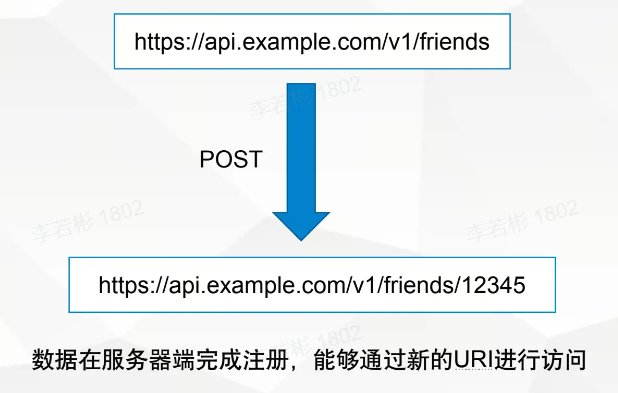 https://api.example.com/v1/friends
李若彬 1802
POST
李若彬 1802
李若彬 1802
https://api.example.com/v1/friends/12345
李若彬 1802
数据在服务器端完成注册，能够通过新的URI进行访问